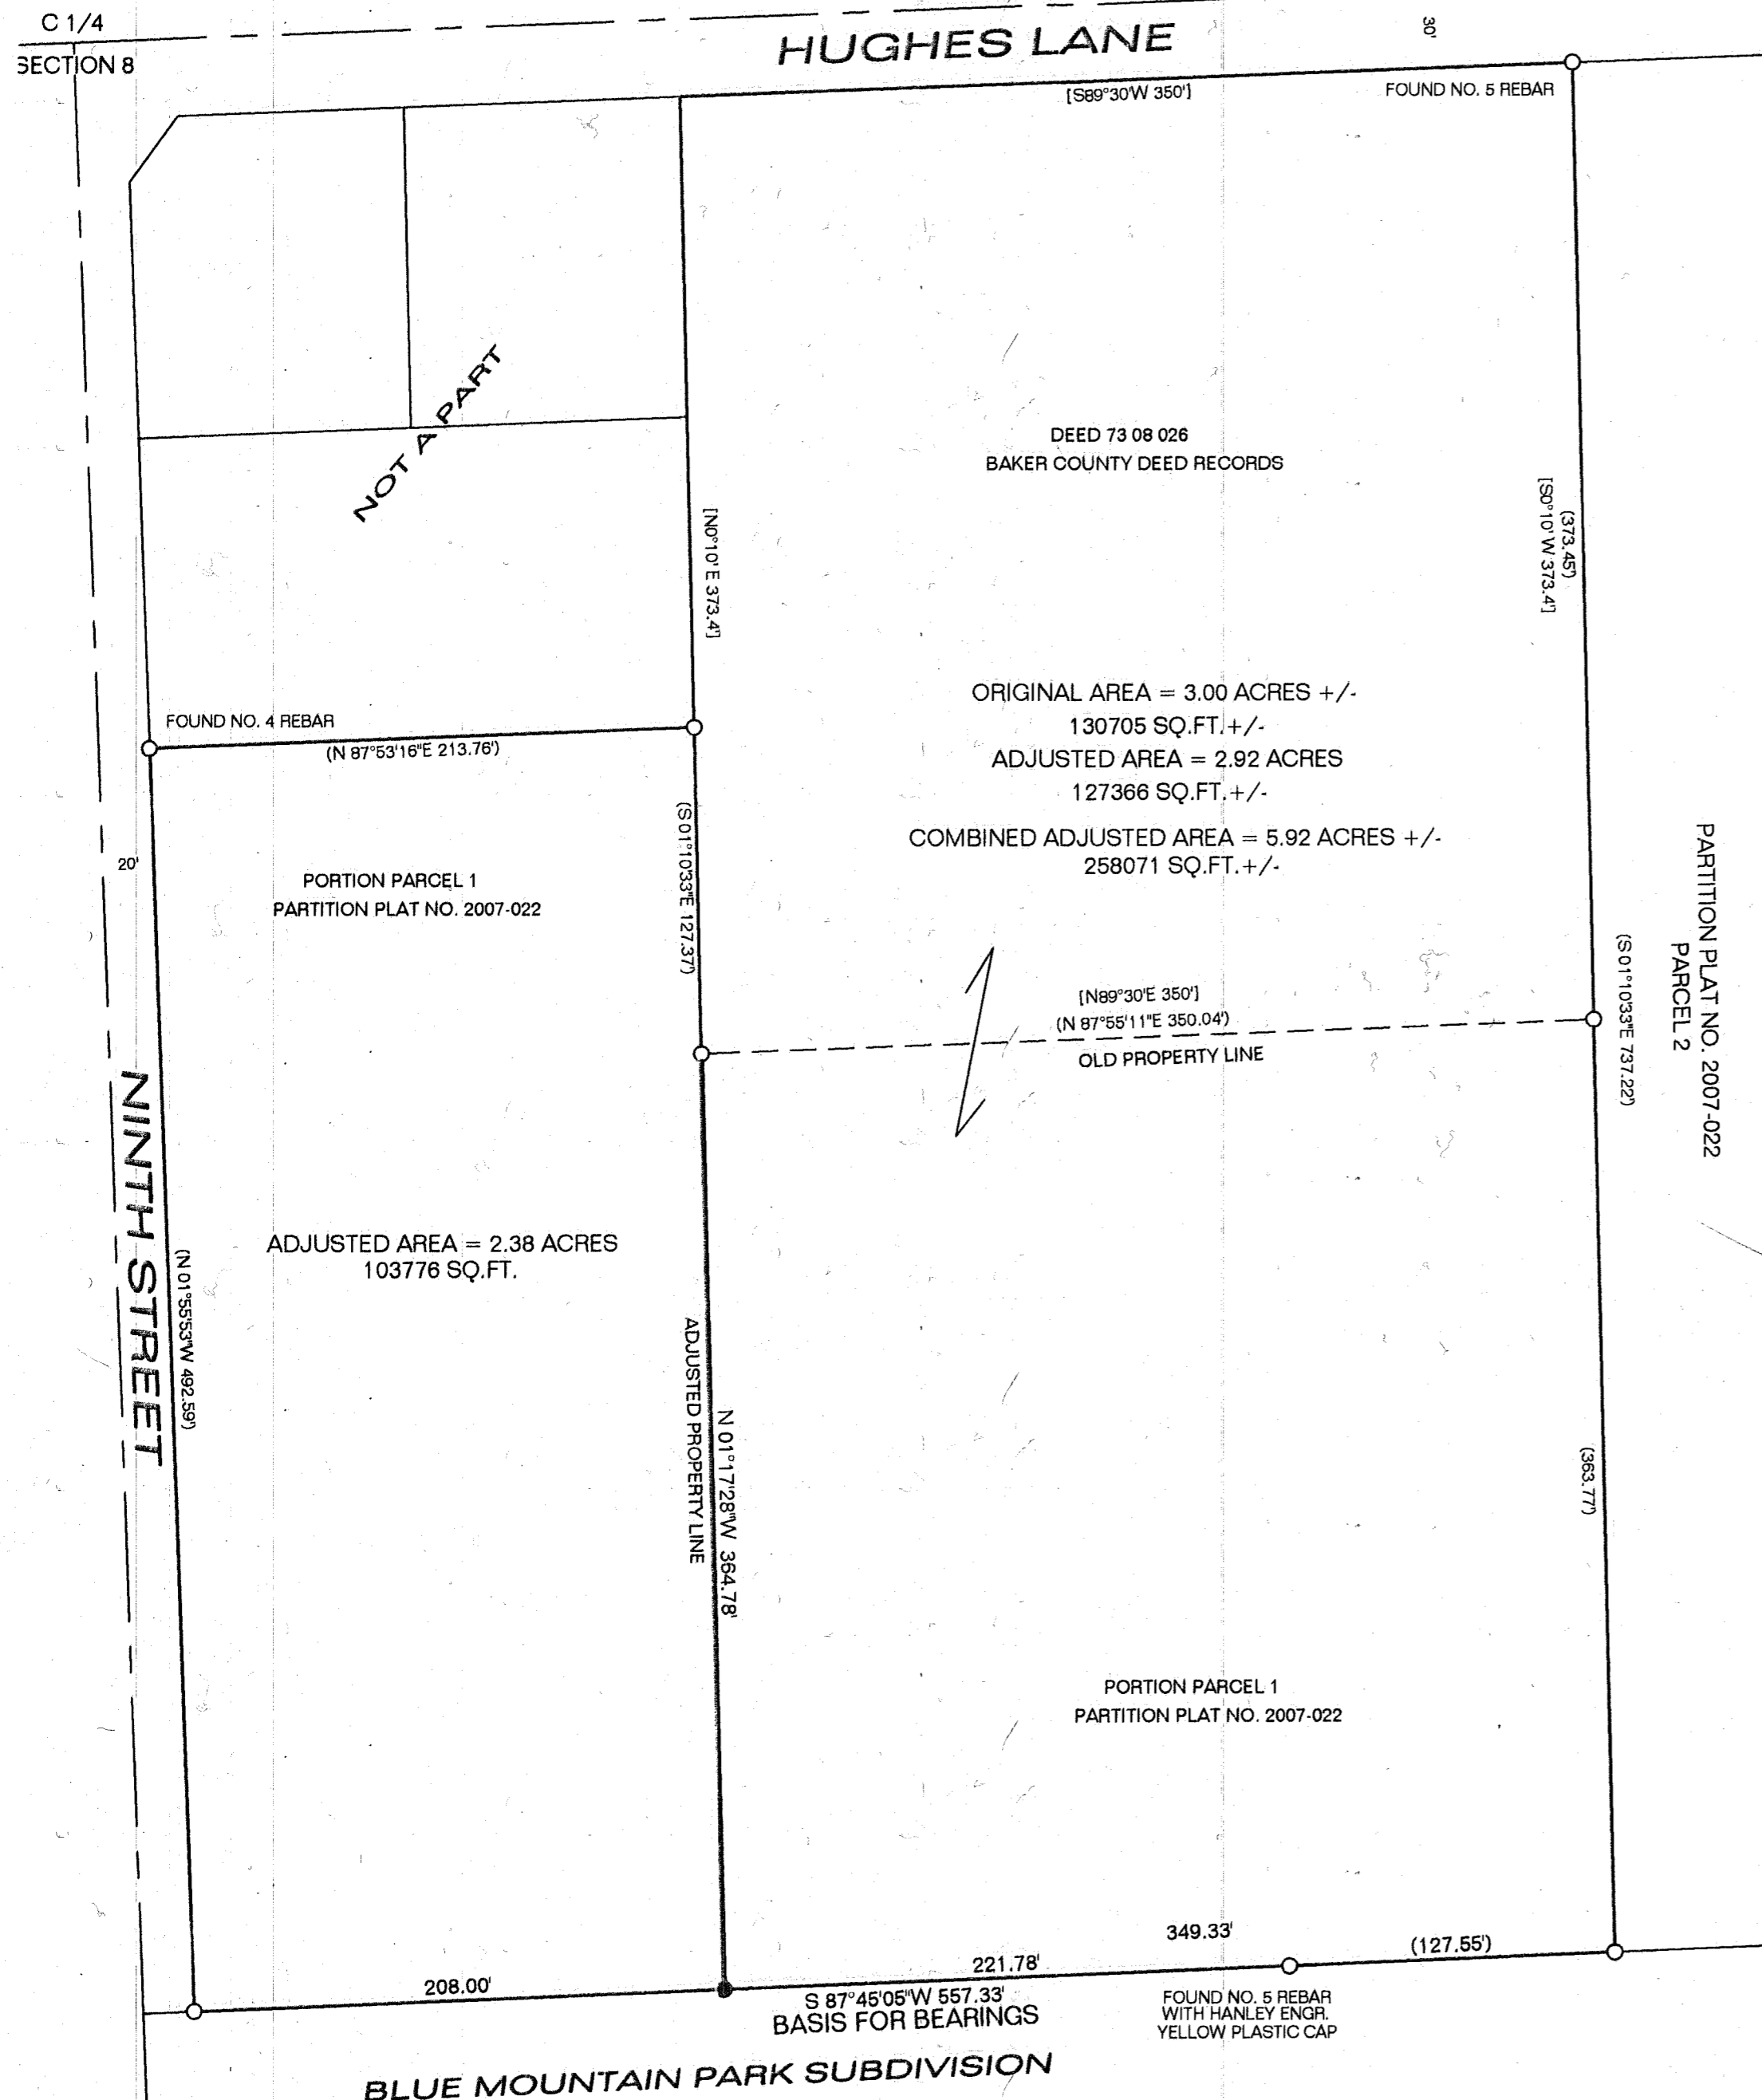 C 1/4
SECTION 8
HUGHES LANE
30'
[S89°30'W 350']
FOUND NO. 5 REBAR
NOT A PART
DEED 73 08 026
BAKER COUNTY DEED RECORDS
[N0°10' E 373.4']
(373.45')
[S0°10' W 373.4']
FOUND NO. 4 REBAR
(N 87°53'16"E 213.76')
ORIGINAL AREA = 3.00 ACRES +/-
130705 SQ.FT.+/-
ADJUSTED AREA = 2.92 ACRES
127366 SQ.FT.+/-
COMBINED ADJUSTED AREA = 5.92 ACRES +/-
258071 SQ.FT.+/-
20'
PORTION PARCEL 1
PARTITION PLAT NO. 2007-022
(S 01°10'33"E 127.37')
[N89°30'E 350']
(N 87°55'11"E 350.04')
OLD PROPERTY LINE
(S 01°10'33"E 737.22')
PARTITION PLAT NO. 2007-022
PARCEL 2
NINTH STREET
(N 01°55'53"W 492.59')
ADJUSTED AREA = 2.38 ACRES
103776 SQ.FT.
ADJUSTED PROPERTY LINE
N 01°17'28"W 364.78'
(363.77')
PORTION PARCEL 1
PARTITION PLAT NO. 2007-022
349.33'
(127.55')
221.78'
208.00'
S 87°45'05"W 557.33'
BASIS FOR BEARINGS
FOUND NO. 5 REBAR
WITH HANLEY ENGR.
YELLOW PLASTIC CAP
BLUE MOUNTAIN PARK SUBDIVISION